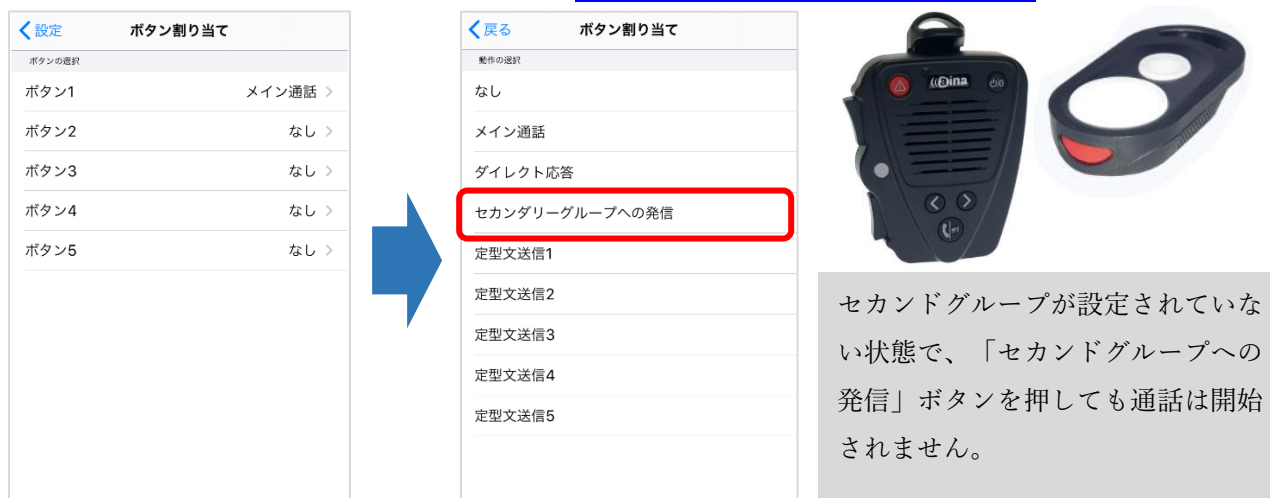 設定
ボタン割り当て
ボタンの選択
ボタン1 メイン通話
ボタン2 なし
ボタン3 なし
ボタン4 なし
ボタン5 なし
戻る
ボタン割り当て
動作の選択
なし
メイン通話
ダイレクト応答
セカンダリーグループへの発信
定型文送信1
定型文送信2
定型文送信3
定型文送信4
定型文送信5
aina
セカンドグループが設定されていな
い状態で、「セカンドグループへの
発信」ボタンを押しても通話は開始
されません。